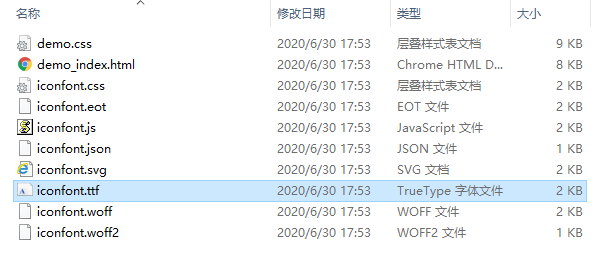 名称 修改日期 类型 大小
demo.css 2020/6/30 17:53 层叠样式表文档 9 KB
demo_index.html 2020/6/30 17:53 Chrome HTML D... 8 KB
iconfont.css 2020/6/30 17:53 层叠样式表文档 2 KB
iconfont.eot 2020/6/30 17:53 EOT 文件 2 KB
iconfont.js 2020/6/30 17:53 JavaScript 文件 2 KB
iconfont.json 2020/6/30 17:53 JSON 文件 1 KB
iconfont.svg 2020/6/30 17:53 SVG 文档 2 KB
iconfont.ttf 2020/6/30 17:53 TrueType 字体文件 2 KB
iconfont.woff 2020/6/30 17:53 WOFF 文件 2 KB
iconfont.woff2 2020/6/30 17:53 WOFF2 文件 1 KB